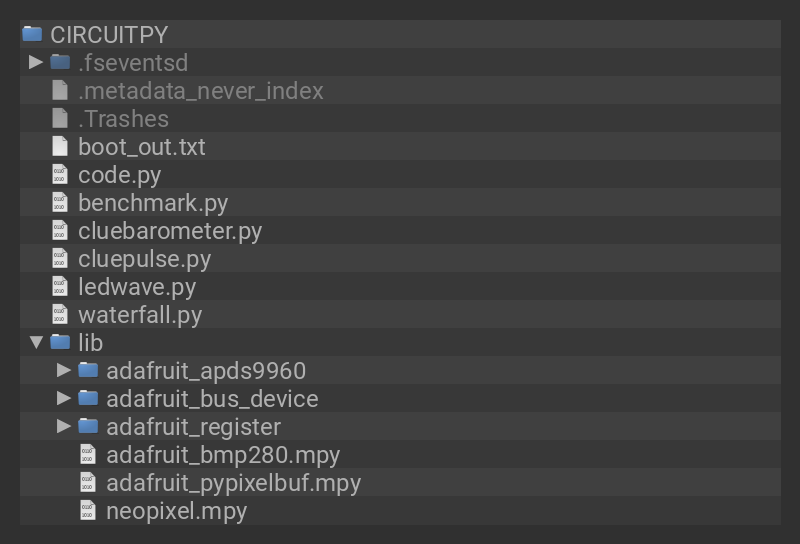 CIRCUITPY
.fseventsd
.metadata_never_index
.Trashes
boot_out.txt
code.py
benchmark.py
cluebarometer.py
cluepulse.py
ledwave.py
waterfall.py
lib
adafruit_apds9960
adafruit_bus_device
adafruit_register
adafruit_bmp280.mpy
adafruit_pypixelbuf.mpy
neopixel.mpy